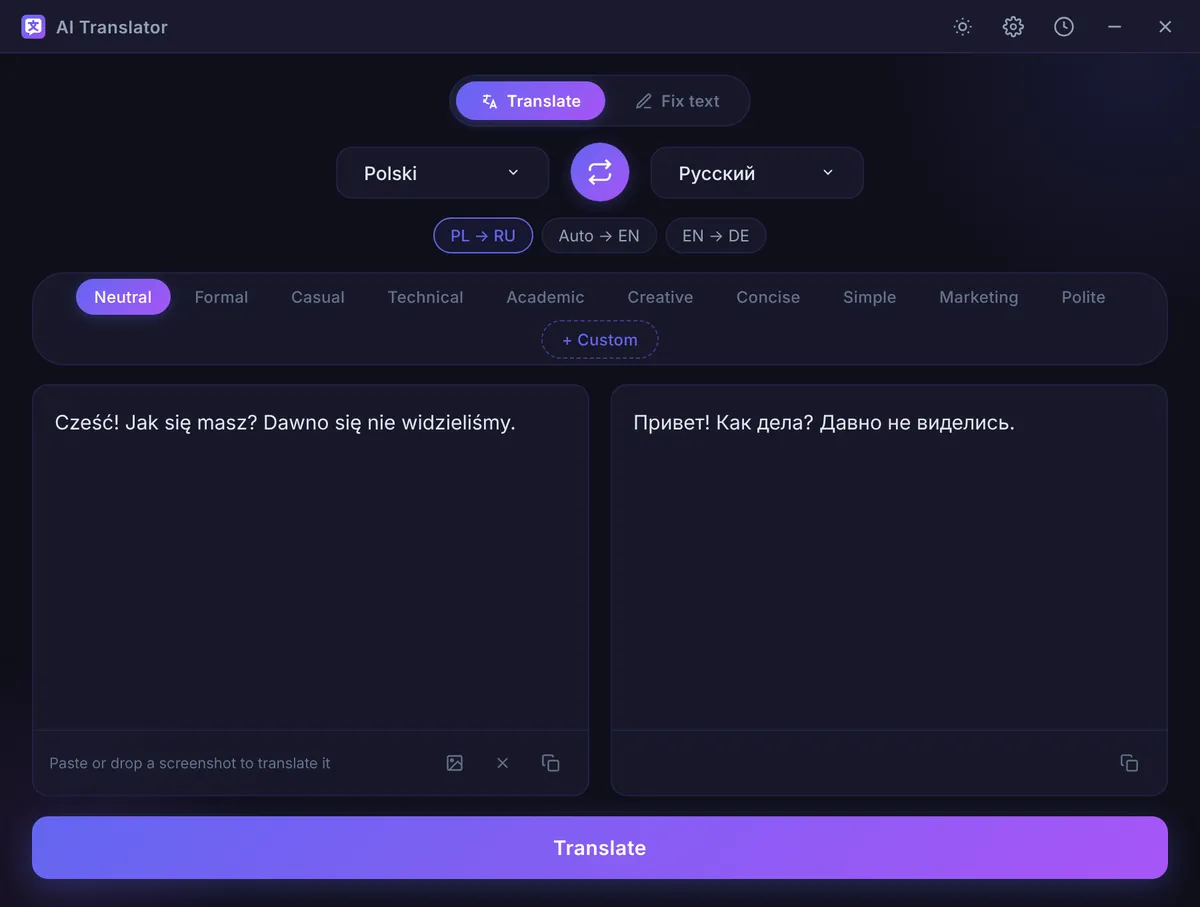 AI Translator
Translate
Fix text
Polski
Русский
PL → RU
Auto → EN
EN → DE
Neutral
Formal
Casual
Technical
Academic
Creative
Concise
Simple
Marketing
Polite
+ Custom
Cześć! Jak się masz? Dawno się nie widzieliśmy.
Привет! Как дела? Давно не виделись.
Paste or drop a screenshot to translate it
Translate